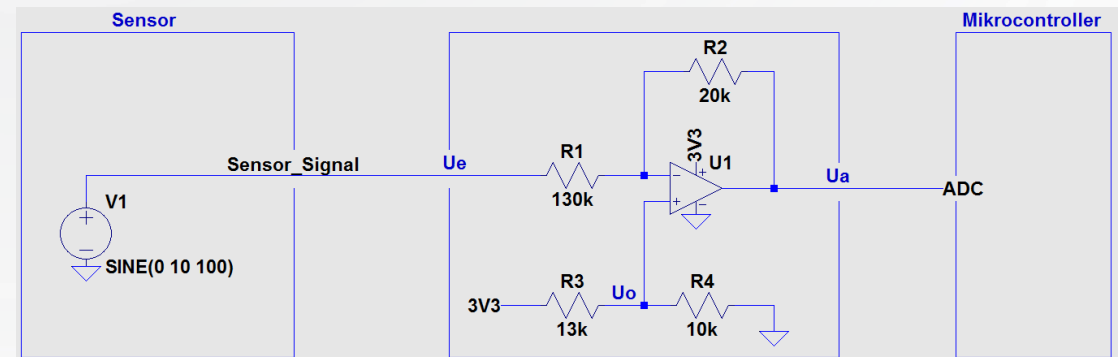 Sensor
Mikrocontroller
R2
20k
3V3
U1
R1
130k
Sensor_Signal
Ue
Ua
ADC
V1
SINE(0 10 100)
R3
Uo
R4
3V3
13k
10k